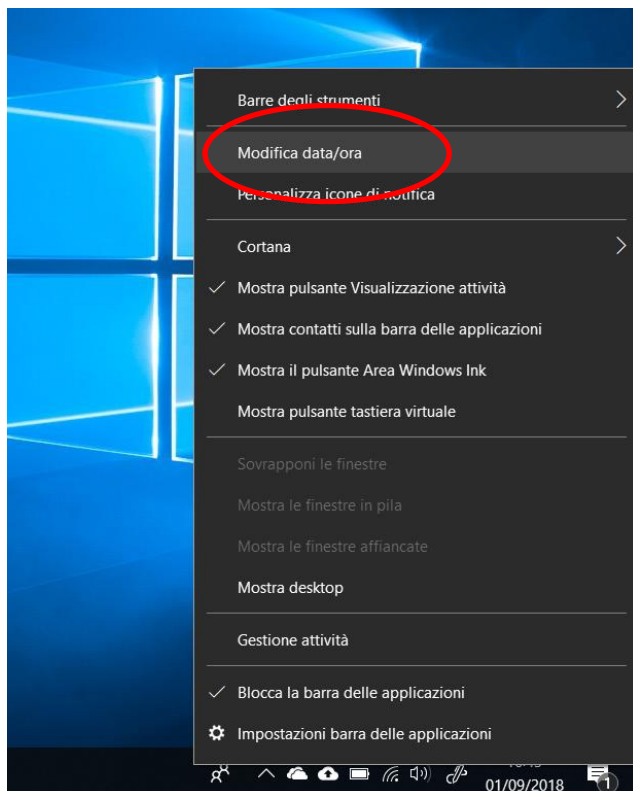 Barre degli strumenti
Modifica data/ora
Personalizza icone di notifica
Cortana
Mostra pulsante Visualizzazione attività
Mostra contatti sulla barra delle applicazioni
Mostra il pulsante Area Windows Ink
Mostra pulsante tastiera virtuale
Sovrapponi le finestre
Mostra le finestre in pila
Mostra le finestre affiancate
Mostra desktop
Gestione attività
Blocca la barra delle applicazioni
Impostazioni barra delle applicazioni
01/09/2018
1